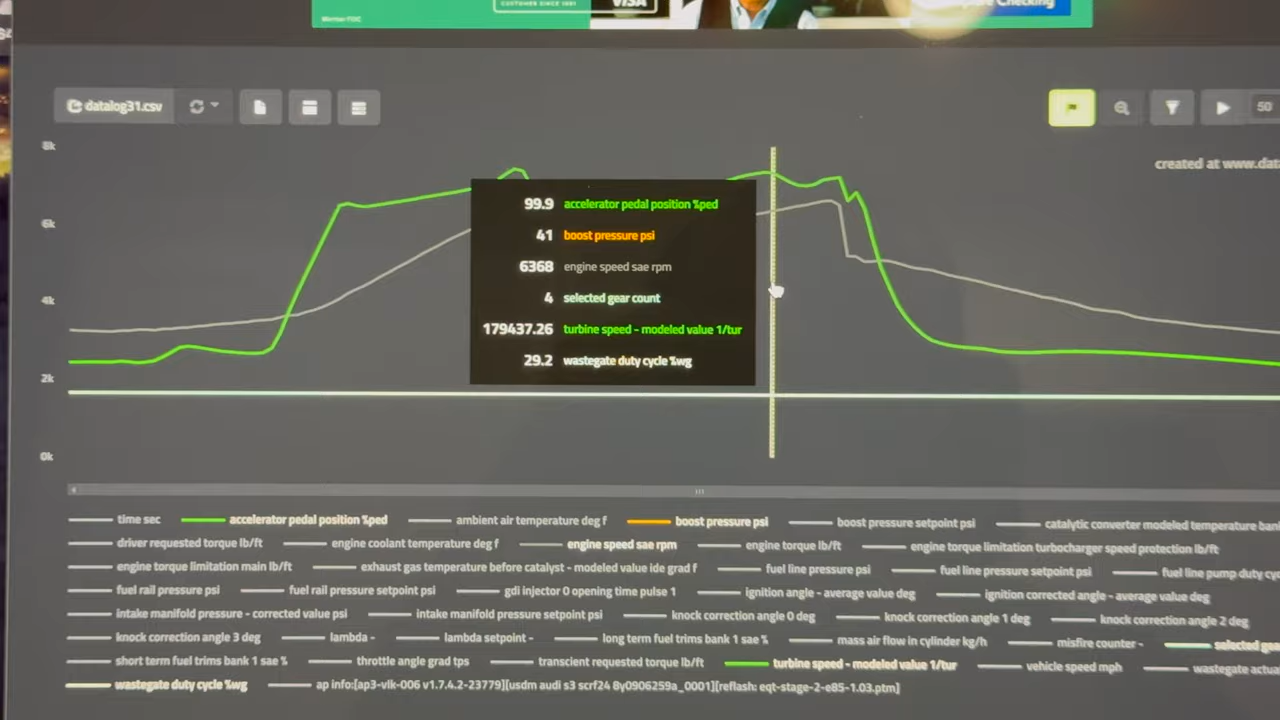 CUSTOMER SINCE 1991
VISA
Checking
Member FDIC
datalog31.csv
50
8k
created at www.dat
99.9 accelerator pedal position %ped
41 boost pressure psi
6k
6368 engine speed sae rpm
4k
4 selected gear count
179437.26 turbine speed - modeled value 1/tur
29.2 wastegate duty cycle %wg
2k
0k
time sec accelerator pedal position %ped ambient air temperature deg f boost pressure psi boost pressure setpoint psi catalytic converter modeled temperature bank
driver requested torque lb/ft engine coolant temperature deg f engine speed sae rpm engine torque lb/ft engine torque limitation turbocharger speed protection lb/ft
engine torque limitation main lb/ft exhaust gas temperature before catalyst - modeled value ide grad f fuel line pressure psi fuel line pressure setpoint psi fuel line pump duty cyc
fuel rail pressure psi fuel rail pressure setpoint psi gdi injector 0 opening time pulse 1 ignition angle - average value deg ignition corrected angle - average value deg
intake manifold pressure - corrected value psi intake manifold pressure setpoint psi knock correction angle 0 deg knock correction angle 1 deg knock correction angle 2 deg
knock correction angle 3 deg lambda - lambda setpoint - long term fuel trims bank 1 sae % mass air flow in cylinder kg/h misfire counter - selected gea
short term fuel trims bank 1 sae % throttle angle grad tps transient requested torque lb/ft turbine speed - modeled value 1/tur vehicle speed mph wastegate actua
wastegate duty cycle %wg ap info:[ap3-vlk-006 v1.7.4.2-23779][usdm audi s3 scrf24 8y0906259a_0001][reflash: eqt-stage-2-e85-1.03.ptm]